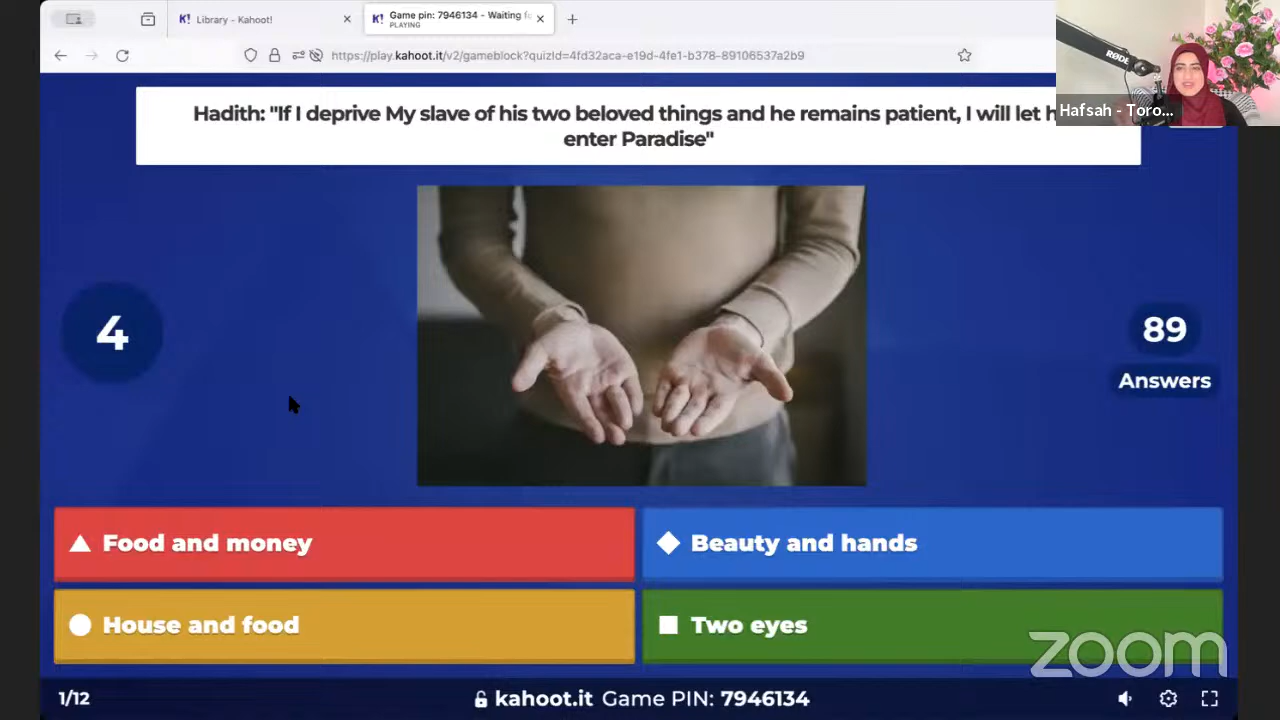 Library - Kahoot!
Game pin: 7946134 - Waiting fo
PLAYING
https://play.kahoot.it/v2/gameblock?quizId=4fd32aca-e19d-4fe1-b378-89106537a2b9
RØDE
Hafsah - Toro...
Hadith: "If I deprive My slave of his two beloved things and he remains patient, I will let h
enter Paradise"
4
89
Answers
Food and money
Beauty and hands
House and food
Two eyes
zoom
1/12
kahoot.it Game PIN: 7946134